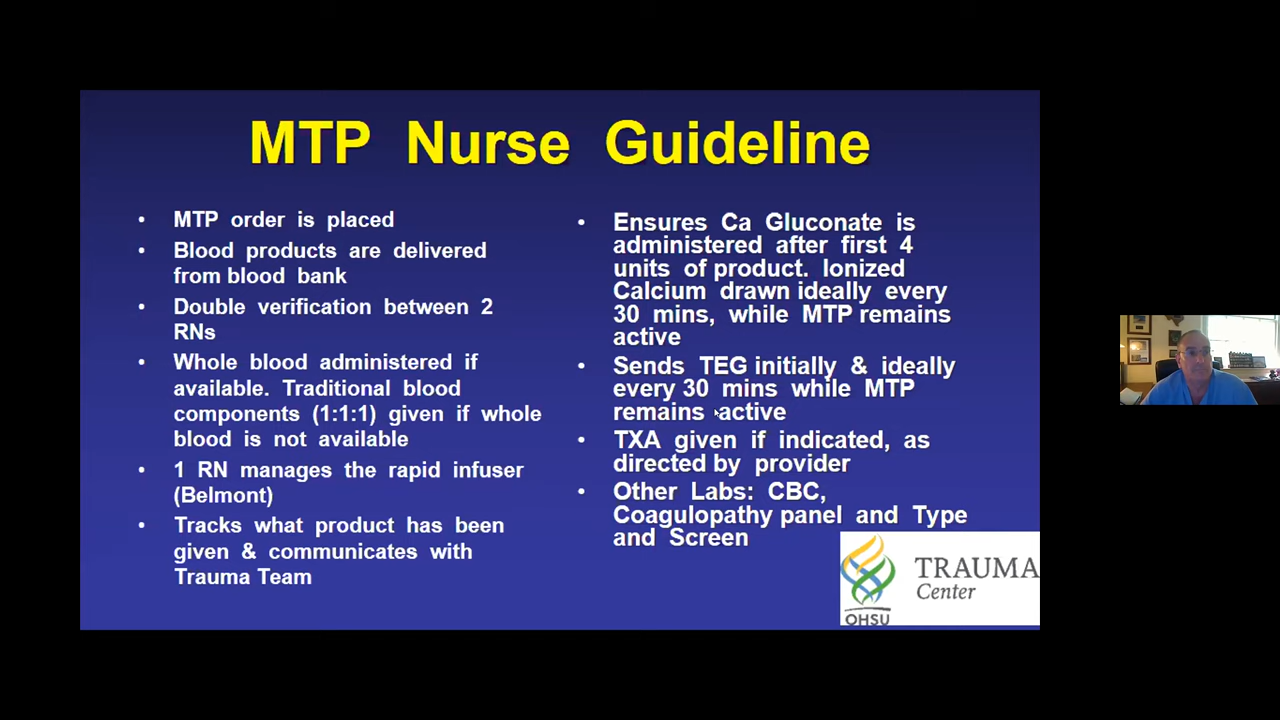 MTP Nurse Guideline
• MTP order is placed
• Blood products are delivered
from blood bank
• Double verification between 2
RNs
• Whole blood administered if
available. Traditional blood
components (1:1:1) given if whole
blood is not available
• 1 RN manages the rapid infuser
(Belmont)
• Tracks what product has been
given & communicates with
Trauma Team
• Ensures Ca Gluconate is
administered after first 4
units of product. Ionized
Calcium drawn ideally every
30 mins, while MTP remains
active
• Sends TEG initially & ideally
every 30 mins while MTP
remains active
• TXA given if indicated, as
directed by provider
• Other Labs: CBC,
Coagulopathy panel and Type
and Screen
TRAUMA
Center
OHSU